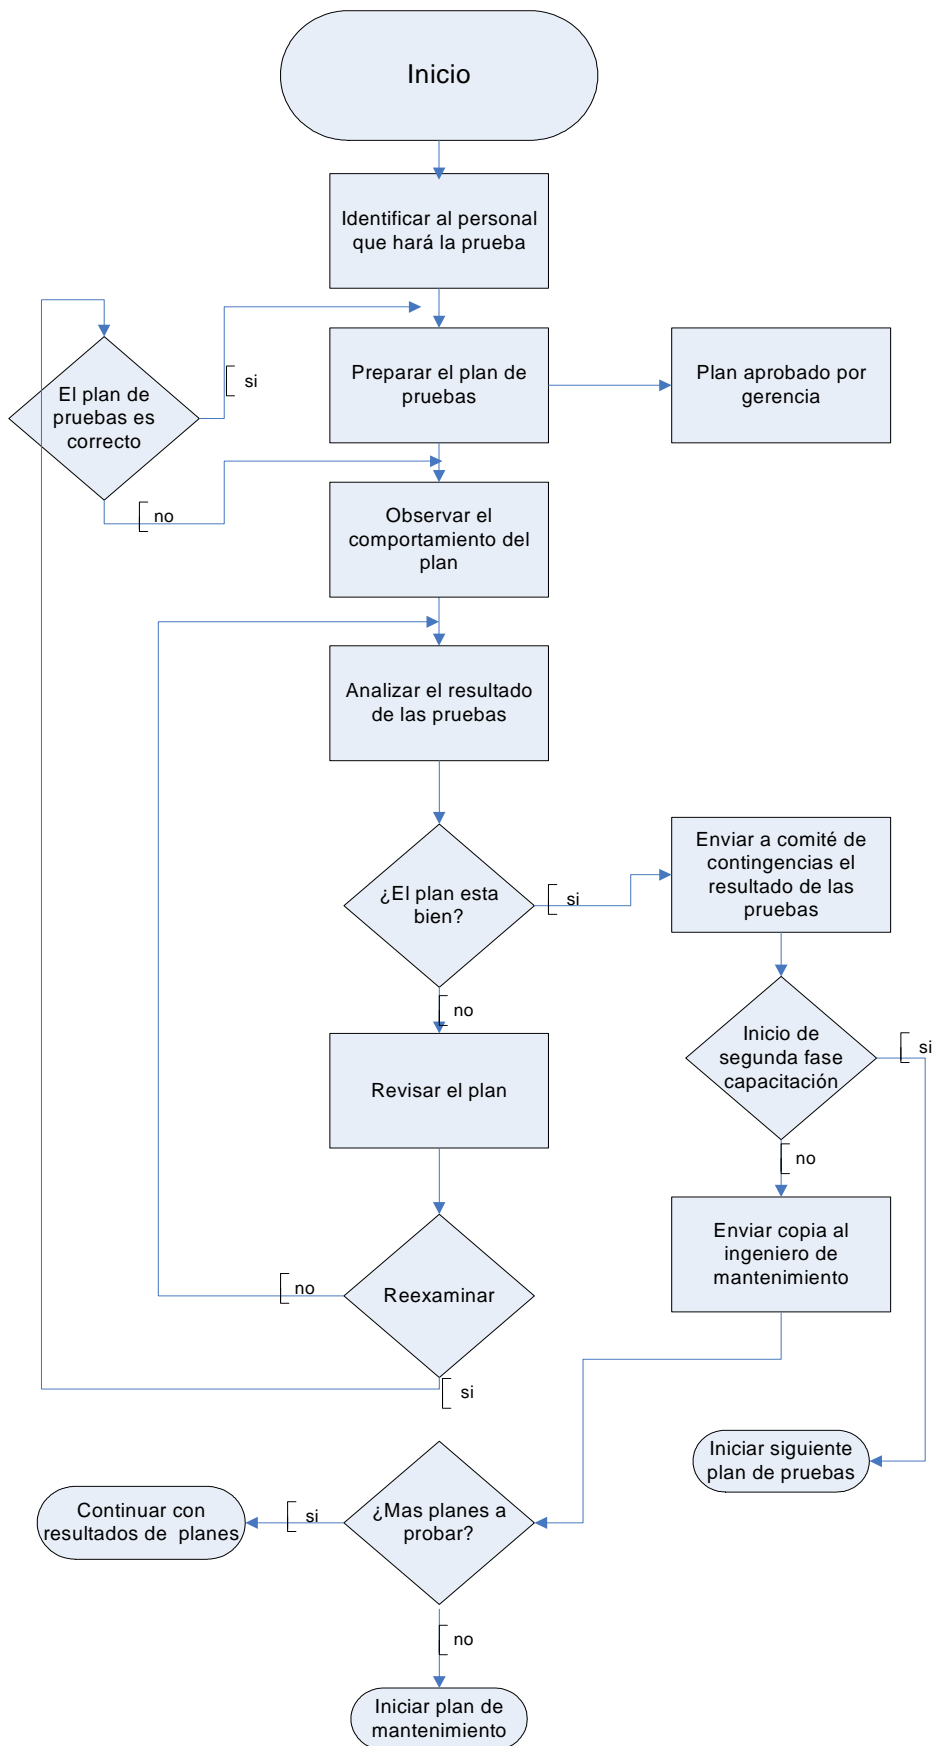 Inicio
Identificar al personal
que hará la prueba
El plan de
pruebas es
correcto
si
no
Preparar el plan de
pruebas
Plan aprobado por
gerencia
Observar el
comportamiento del
plan
Analizar el resultado
de las pruebas
¿El plan esta
bien?
si
no
Enviar a comité de
contingencias el
resultado de las
pruebas
Inicio de
segunda fase
capacitación
si
no
Revisar el plan
Enviar copia al
ingeniero de
mantenimiento
Reexaminar
no
si
Iniciar siguiente
plan de pruebas
¿Mas planes a
probar?
si
no
Continuar con
resultados de planes
Iniciar plan de
mantenimiento